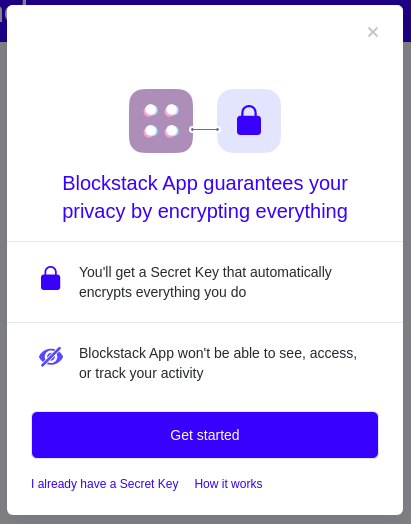 Blockstack App guarantees your
privacy by encrypting everything
You'll get a Secret Key that automatically
encrypts everything you do
Blockstack App won't be able to see, access,
or track your activity
Get started
I already have a Secret Key How it works